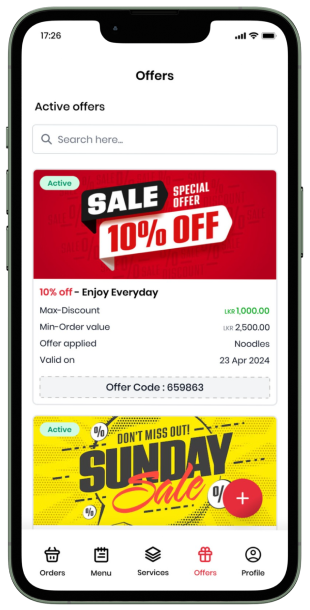 17:26
Offers
Active offers
Search here...
Active
SALE SPECIAL OFFER
10% OFF
10% off - Enjoy Everyday
Max-Discount LKR 1,000.00
Min-Order value LKR 2,500.00
Offer applied Noodles
Valid on 23 Apr 2024
Offer Code : 659863
Active
% DON'T MISS OUT!
SUNDAY
Sale %
%
+
Orders Menu Services Offers Profile